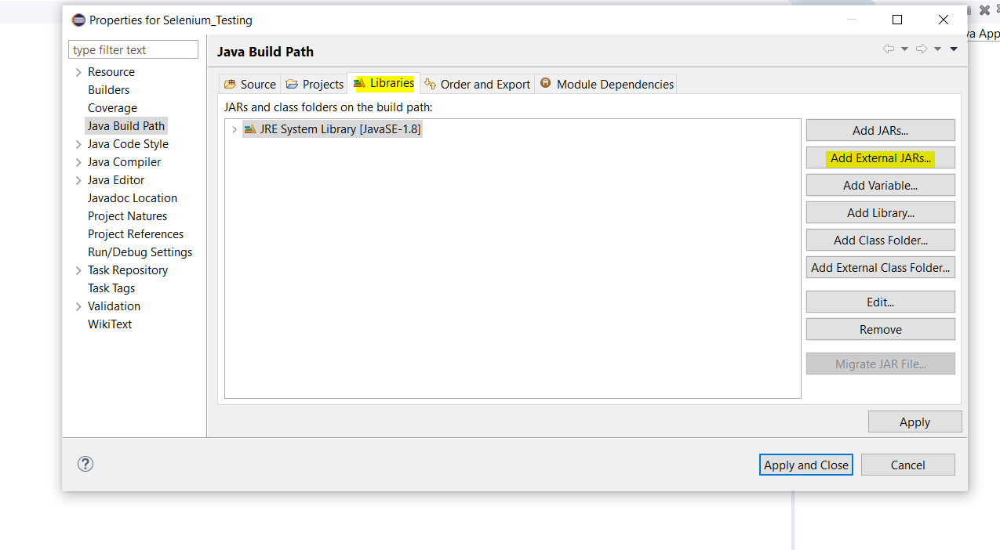 Properties for Selenium_Testing
va App
type filter text
Resource
Builders
Coverage
Java Build Path
Java Code Style
Java Compiler
Java Editor
Javadoc Location
Project Natures
Project References
Run/Debug Settings
Task Repository
Task Tags
Validation
WikiText
Java Build Path
Source Projects Libraries Order and Export Module Dependencies
JARs and class folders on the build path:
JRE System Library [JavaSE-1.8]
Add JARs...
Add External JARs...
Add Variable...
Add Library...
Add Class Folder...
Add External Class Folder...
Edit...
Remove
Migrate JAR File...
Apply
?
Apply and Close Cancel